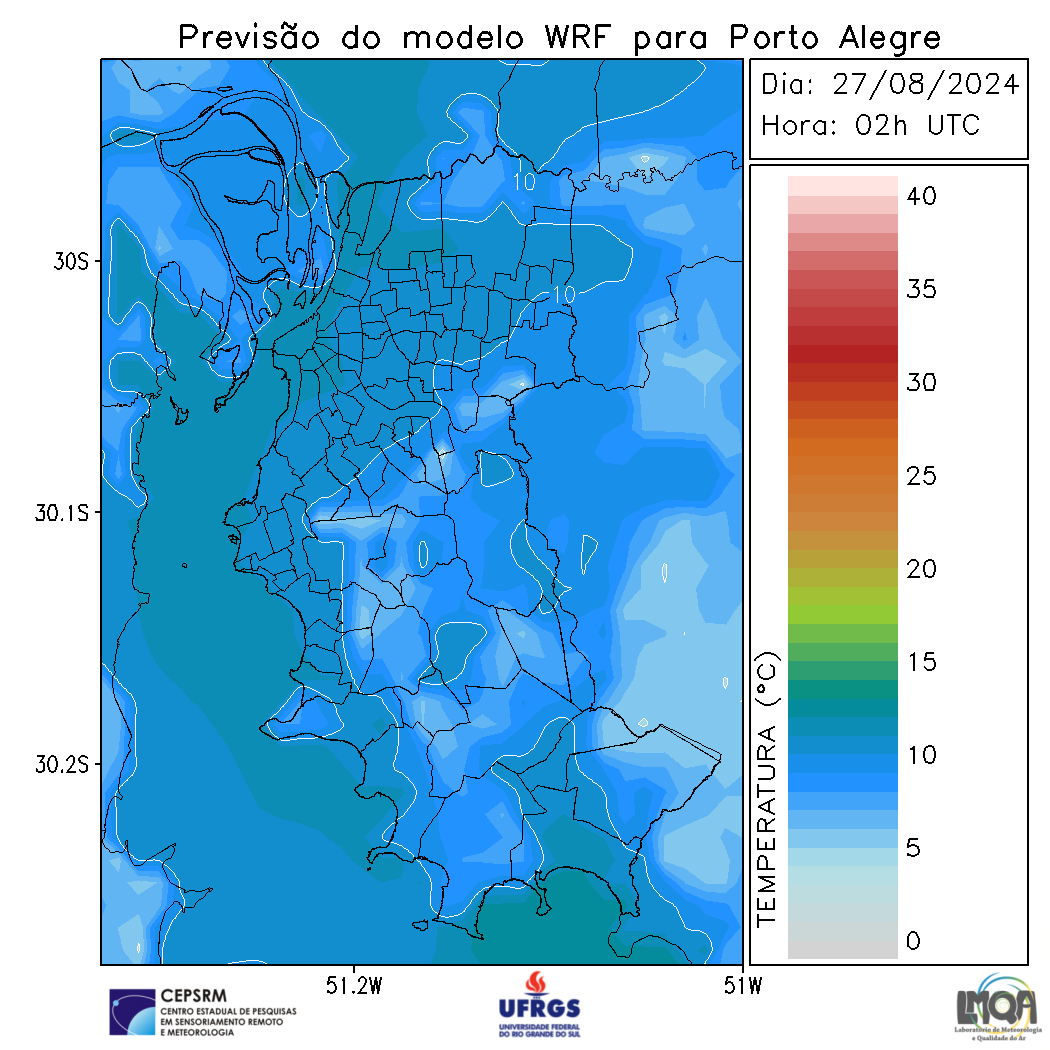 Previsão do modelo WRF para Porto Alegre
Dia: 27/08/2024
Hora: 02h UTC
10
10
30S
30.1S
30.2S
51.2W
51W
40
35
30
25
20
15
10
5
0
TEMPERATURA (°C)
CEPSRM
CENTRO ESTADUAL DE PESQUISAS
EM SENSORIAMENTO REMOTO
E METEOROLOGIA
UFRGS
UNIVERSIDADE FEDERAL
DO RIO GRANDE DO SUL
LMQA
Laboratório de Meteorologia
e Qualidade do Ar